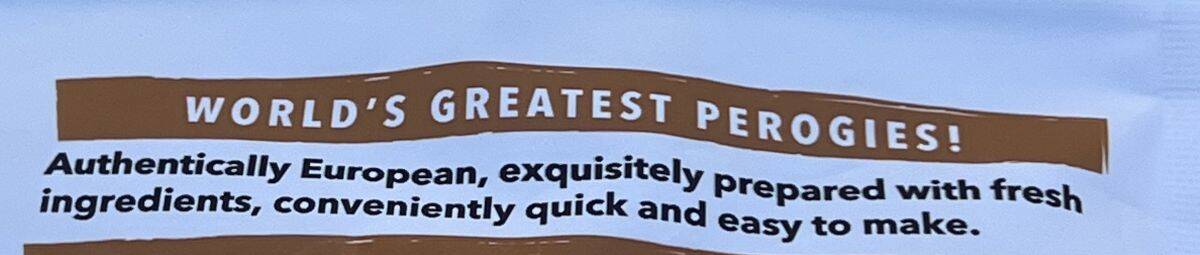 WORLD'S GREATEST PEROGIES!
Authentically European, exquisitely prepared with fresh
ingredients, conveniently quick and easy to make.